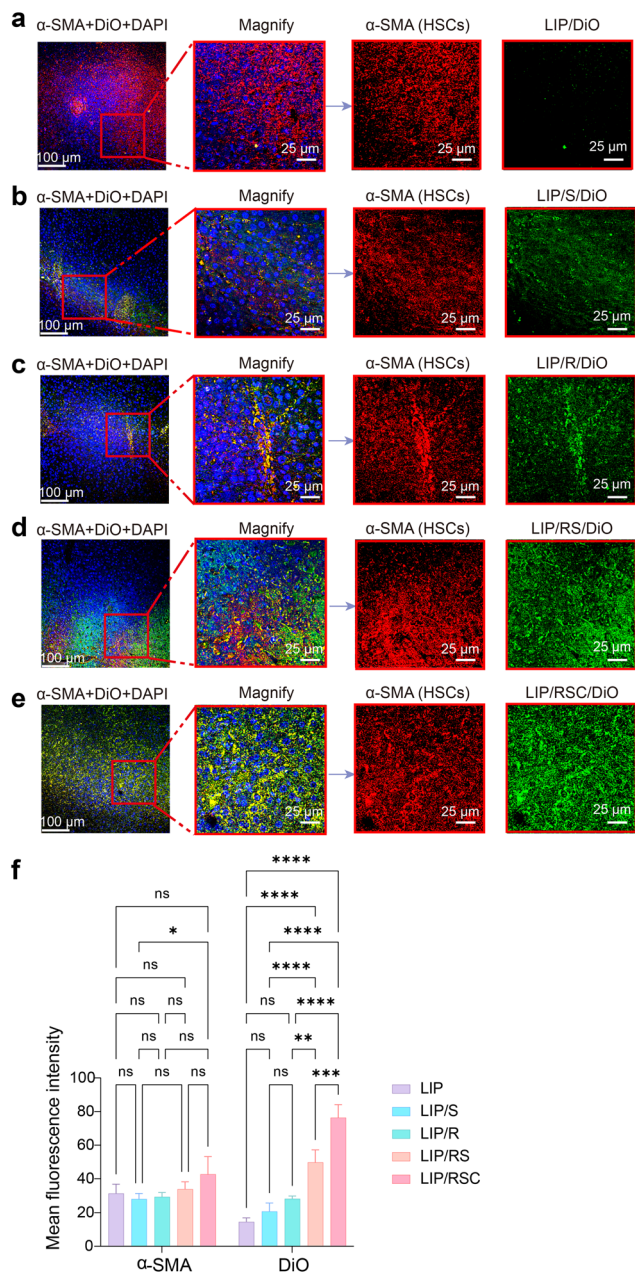 a
α-SMA+DiO+DAPI Magnify α-SMA (HSCs) LIP/DiO
100 μm 25 μm 25 μm 25 μm
b
α-SMA+DiO+DAPI Magnify α-SMA (HSCs) LIP/S/DiO
100 μm 25 μm 25 μm 25 μm
c
α-SMA+DiO+DAPI Magnify α-SMA (HSCs) LIP/R/DiO
100 μm 25 μm 25 μm 25 μm
d
α-SMA+DiO+DAPI Magnify α-SMA (HSCs) LIP/RS/DiO
100 μm 25 μm 25 μm 25 μm
e
α-SMA+DiO+DAPI Magnify α-SMA (HSCs) LIP/RSC/DiO
100 μm 25 μm 25 μm 25 μm
f
****
ns ****
* ****
ns ****
ns ns ns ****
ns ns ns **
ns ns ns ns ns ***
Mean fluorescence intensity
100
80
60
40
20
0
α-SMA DiO
LIP
LIP/S
LIP/R
LIP/RS
LIP/RSC